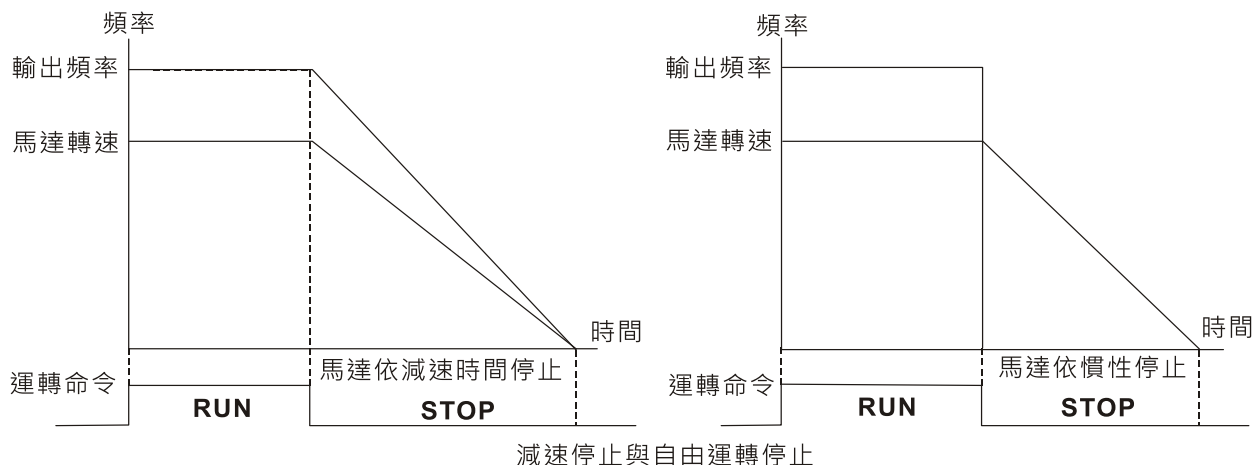 頻率
輸出頻率
馬達轉速
時間
馬達依減速時間停止
運轉命令
RUN
STOP
頻率
輸出頻率
馬達轉速
時間
馬達依慣性停止
運轉命令
RUN
STOP
減速停止與自由運轉停止